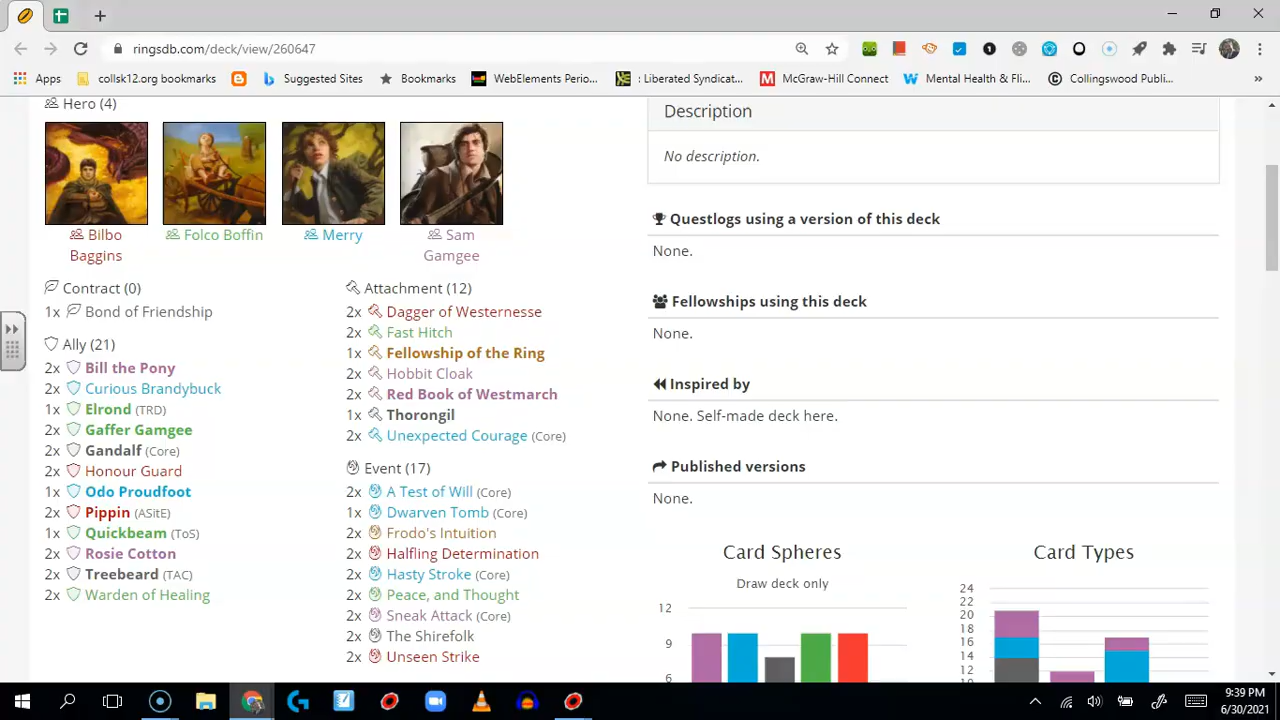 ringsdb.com/deck/view/260647
Apps
collsk12.org bookmarks
Suggested Sites
Bookmarks
WebElements Perio...
: Liberated Syndicat...
McGraw-Hill Connect
Mental Health & Fli...
Collingswood Publi...
»
Hero (4)
Bilbo Baggins
Folco Boffin
Merry
Sam Gamgee
Contract (0)
1x Bond of Friendship
Ally (21)
2x Bill the Pony
2x Curious Brandybuck
1x Elrond (TRD)
2x Gaffer Gamgee
2x Gandalf (Core)
2x Honour Guard
1x Odo Proudfoot
2x Pippin (ASitE)
1x Quickbeam (ToS)
2x Rosie Cotton
2x Treebeard (TAC)
2x Warden of Healing
Attachment (12)
2x Dagger of Westernesse
2x Fast Hitch
1x Fellowship of the Ring
2x Hobbit Cloak
2x Red Book of Westmarch
1x Thorongil
2x Unexpected Courage (Core)
Event (17)
2x A Test of Will (Core)
1x Dwarven Tomb (Core)
2x Frodo's Intuition
2x Halfling Determination
2x Hasty Stroke (Core)
2x Peace, and Thought
2x Sneak Attack (Core)
2x The Shirefolk
2x Unseen Strike
Description
No description.
Questlogs using a version of this deck
None.
Fellowships using this deck
None.
Inspired by
None. Self-made deck here.
Published versions
None.
Card Spheres
Draw deck only
12
9
6
Card Types
24
22
20
18
16
14
12
9:39 PM
6/30/2021